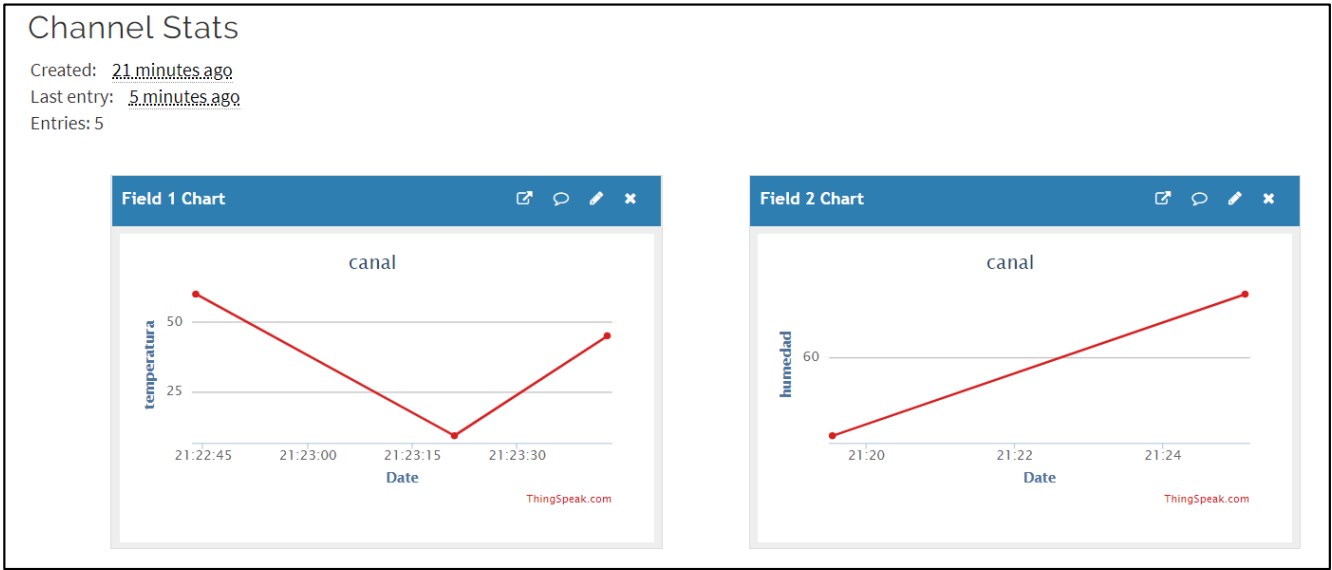 Channel Stats
Created: 21 minutes ago
Last entry: 5 minutes ago
Entries: 5
Field 1 Chart
canal
temperatura
50
25
21:22:45 21:23:00 21:23:15 21:23:30
Date
ThingSpeak.com
Field 2 Chart
canal
humedad
60
21:20 21:22 21:24
Date
ThingSpeak.com